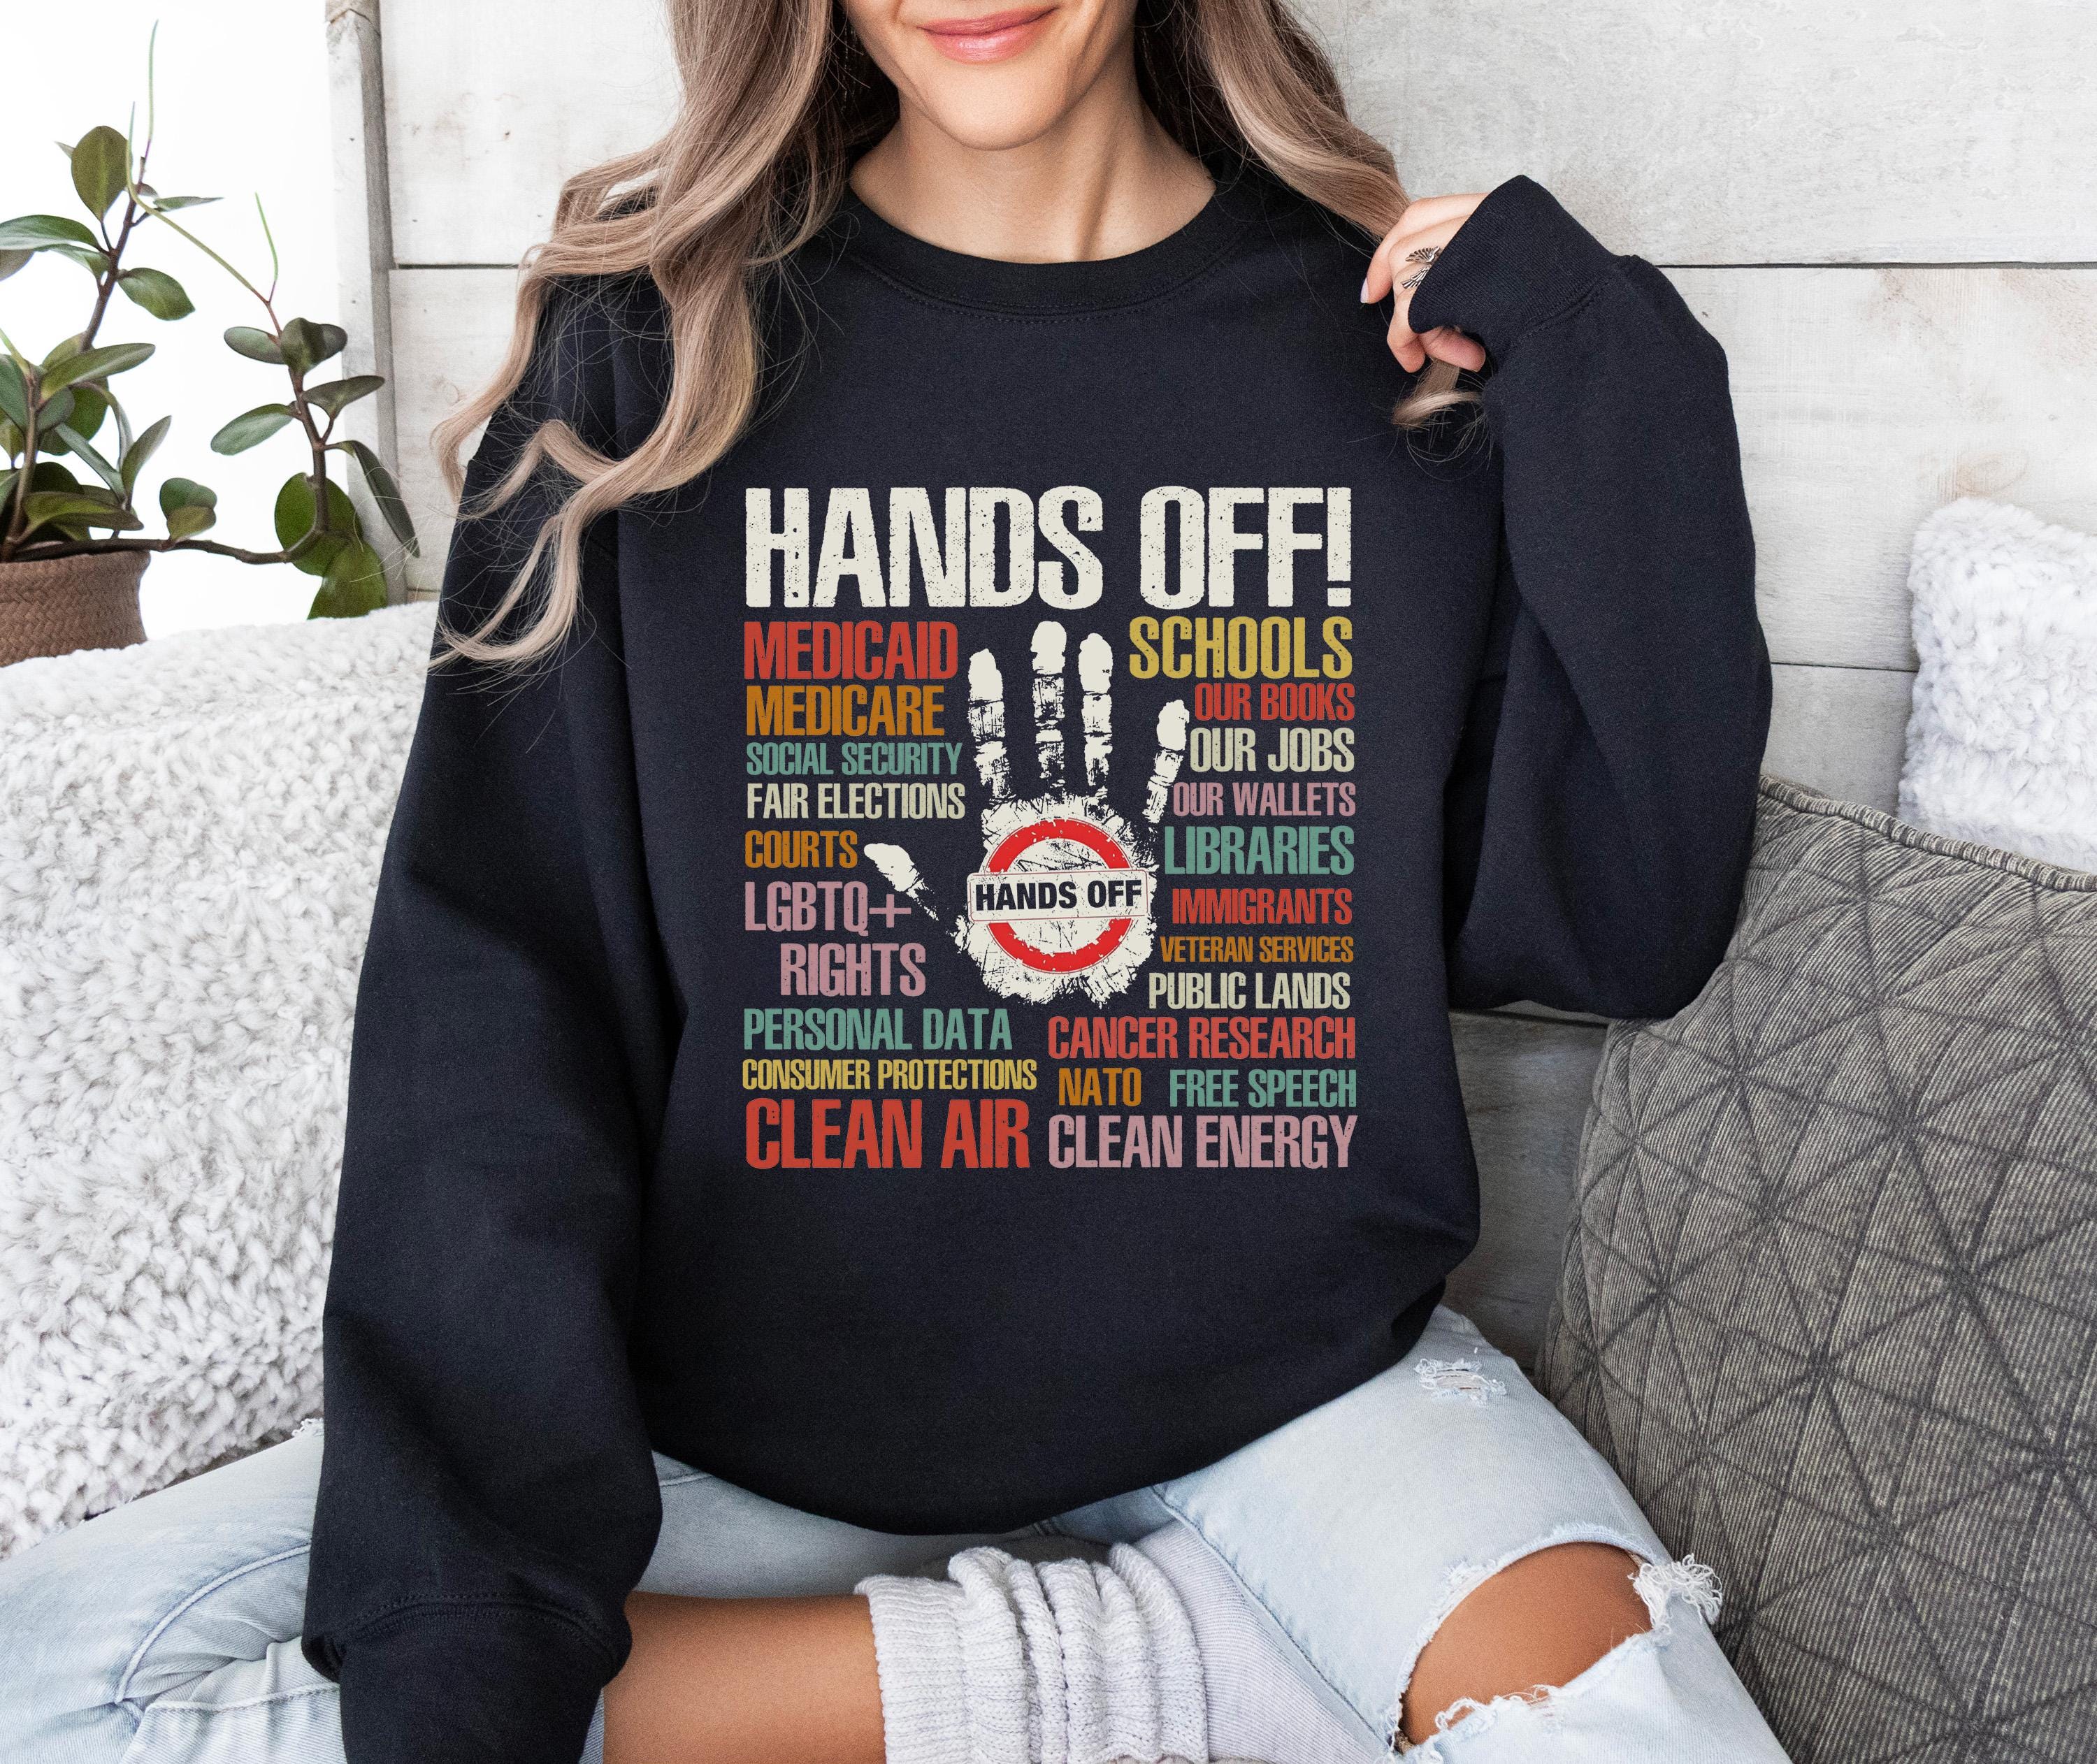 HANDS OFF!
MEDICAID
MEDICARE
SOCIAL SECURITY
FAIR ELECTIONS
COURTS
LGBTQ+
RIGHTS
PERSONAL DATA
CONSUMER PROTECTIONS
CLEAN AIR
HANDS OFF
SCHOOLS
OUR BOOKS
OUR JOBS
OUR WALLETS
LIBRARIES
IMMIGRANTS
VETERAN SERVICES
PUBLIC LANDS
CANCER RESEARCH
NATO FREE SPEECH
CLEAN ENERGY